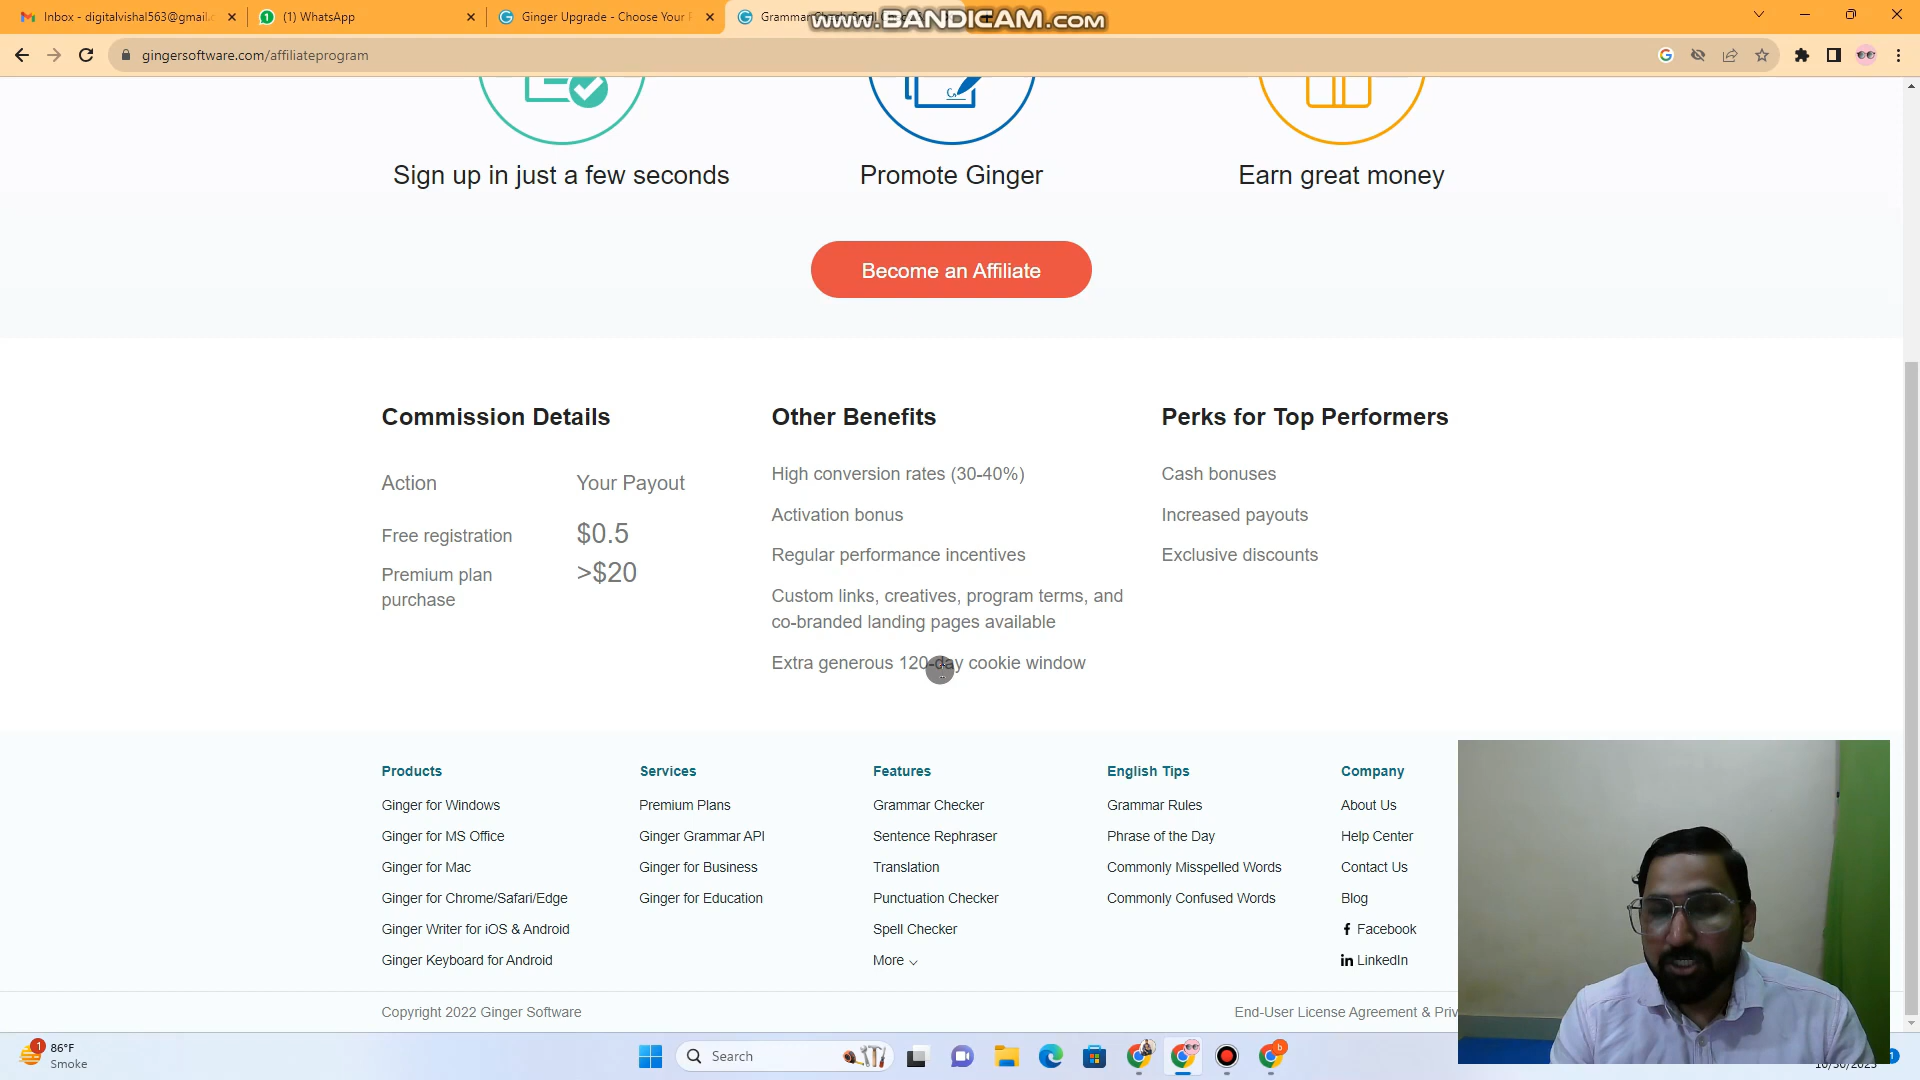 Inbox - digitalvishal563@gmail.
(1) WhatsApp
Ginger Upgrade - Choose Your
Grammar
www.BANDICAM.com
gingersoftware.com/affiliateprogram
Sign up in just a few seconds
Promote Ginger
Earn great money
Become an Affiliate
Commission Details
Action
Your Payout
Free registration
$0.5
Premium plan
purchase
>$20
Other Benefits
High conversion rates (30-40%)
Activation bonus
Regular performance incentives
Custom links, creatives, program terms, and
co-branded landing pages available
Extra generous 120-day cookie window
Perks for Top Performers
Cash bonuses
Increased payouts
Exclusive discounts
Products
Ginger for Windows
Ginger for MS Office
Ginger for Mac
Ginger for Chrome/Safari/Edge
Ginger Writer for iOS & Android
Ginger Keyboard for Android
Services
Premium Plans
Ginger Grammar API
Ginger for Business
Ginger for Education
Features
Grammar Checker
Sentence Rephraser
Translation
Punctuation Checker
Spell Checker
More
English Tips
Grammar Rules
Phrase of the Day
Commonly Misspelled Words
Commonly Confused Words
Company
About Us
Help Center
Contact Us
Blog
Facebook
LinkedIn
Copyright 2022 Ginger Software
End-User License Agreement & Priv
1
86°F
Smoke
Search
b
1